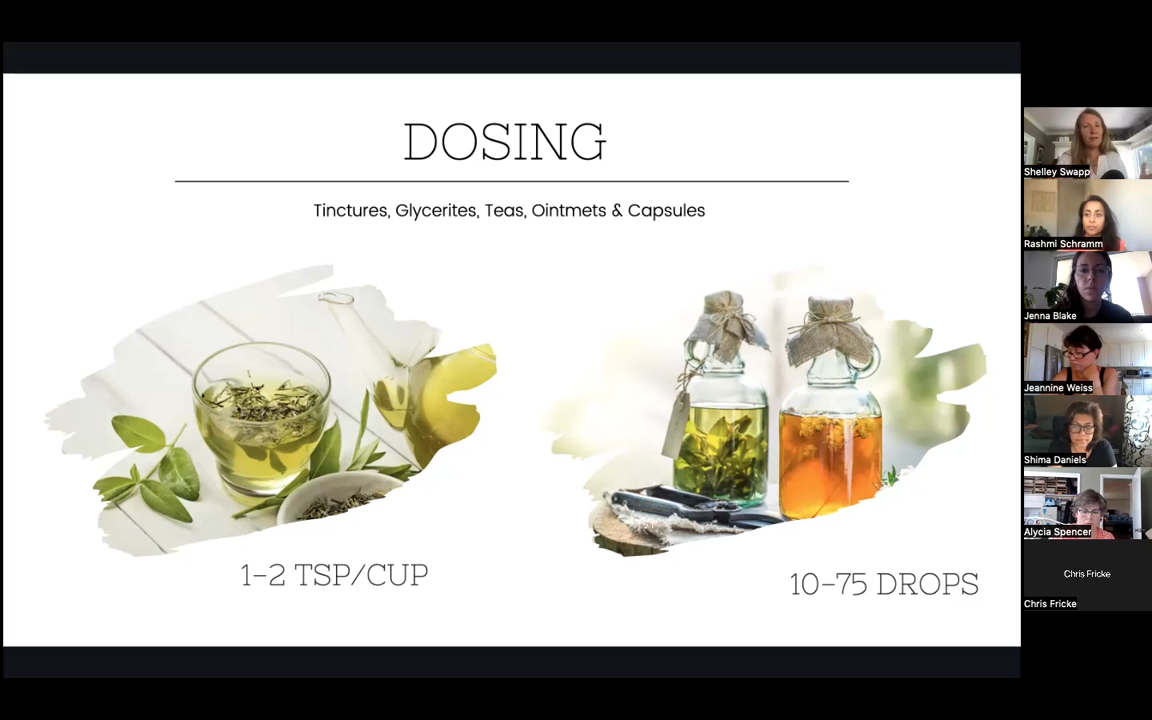 DOSING
Tinctures, Glycerites, Teas, Ointmets & Capsules
1-2 TSP/CUP
10-75 DROPS
Shelley Swapp
Rashmi Schramm
Jenna Blake
Jeannine Weiss
Shima Daniels
Alycia Spencer
Chris Fricke
Chris Fricke